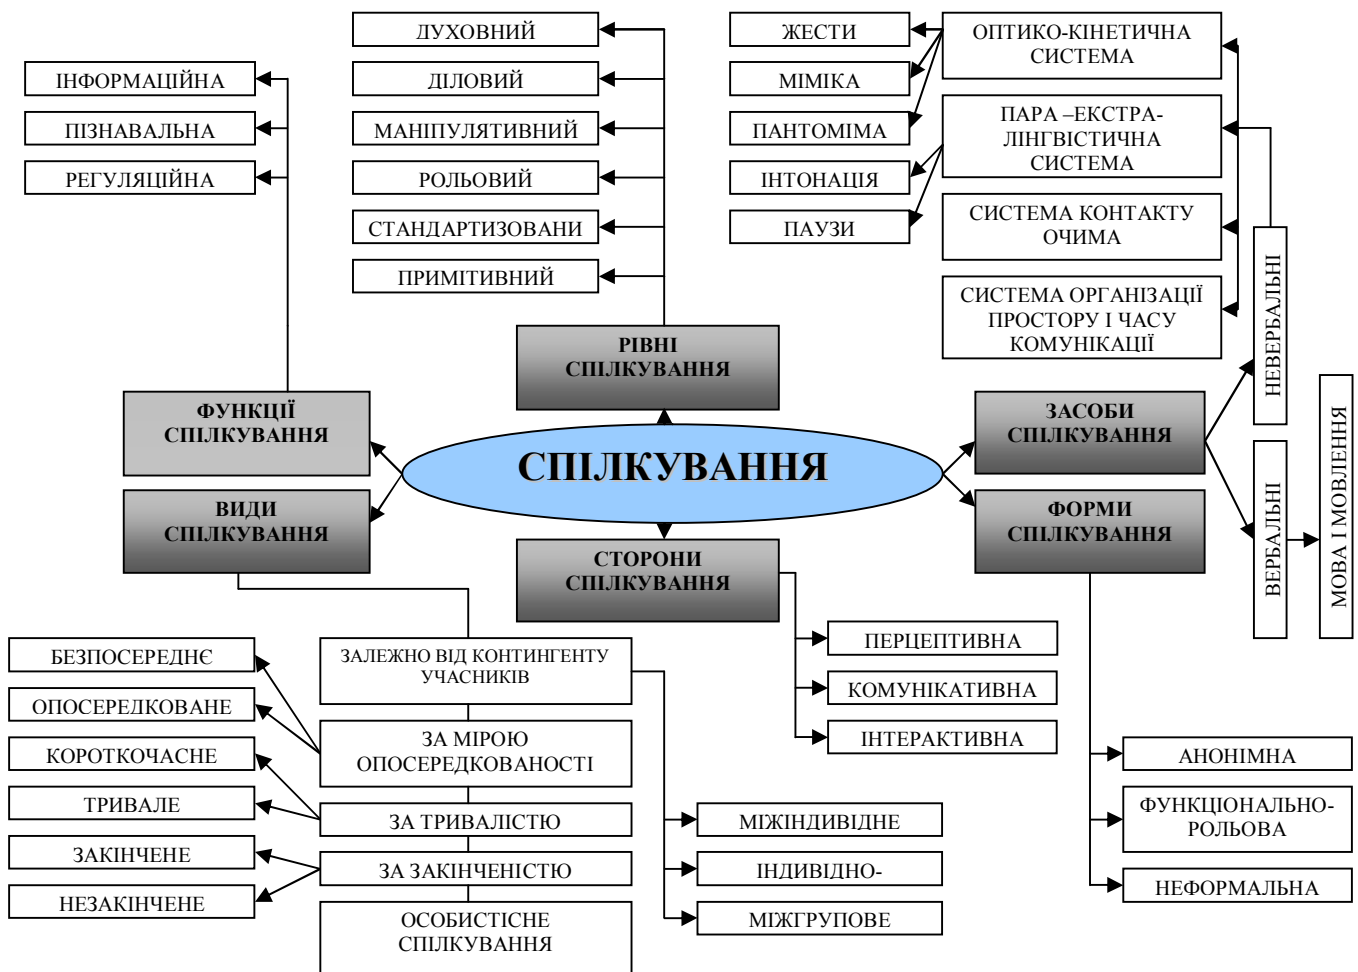 ДУХОВНИЙ
ДІЛОВИЙ
МАНІПУЛЯТИВНИЙ
РОЛЬОВИЙ
СТАНДАРТИЗОВАНИ
ПРИМІТИВНИЙ
ІНФОРМАЦІЙНА
ПІЗНАВАЛЬНА
РЕГУЛЯЦІЙНА
ЖЕСТИ
МІМІКА
ПАНТОМІМА
ІНТОНАЦІЯ
ПАУЗИ
ОПТИКО-КІНЕТИЧНА
СИСТЕМА
ПАРА –ЕКСТРА-
ЛІНГВІСТИЧНА
СИСТЕМА
СИСТЕМА КОНТАКТУ
ОЧИМА
СИСТЕМА ОРГАНІЗАЦІЇ
ПРОСТОРУ І ЧАСУ
КОМУНІКАЦІЇ
НЕВЕРБАЛЬНІ
РІВНІ
СПІЛКУВАННЯ
ФУНКЦІЇ
СПІЛКУВАННЯ
ЗАСОБИ
СПІЛКУВАННЯ
СПІЛКУВАННЯ
ВИДИ
СПІЛКУВАННЯ
СТОРОНИ
СПІЛКУВАННЯ
ФОРМИ
СПІЛКУВАННЯ
ВЕРБАЛЬНІ
МОВА І МОВЛЕННЯ
БЕЗПОСЕРЕДНЄ
ОПОСЕРЕДКОВАНЕ
КОРОТКОЧАСНЕ
ТРИВАЛЕ
ЗАКІНЧЕНЕ
НЕЗАКІНЧЕНЕ
ЗАЛЕЖНО ВІД КОНТИНГЕНТУ
УЧАСНИКІВ
ЗА МІРОЮ
ОПОСЕРЕДКОВАНОСТІ
ЗА ТРИВАЛІСТЮ
ЗА ЗАКІНЧЕНІСТЮ
ОСОБИСТІСНЕ
СПІЛКУВАННЯ
ПЕРЦЕПТИВНА
КОМУНІКАТИВНА
ІНТЕРАКТИВНА
МІЖІНДИВІДНЕ
ІНДИВІДНО-
МІЖГРУПОВЕ
АНОНІМНА
ФУНКЦІОНАЛЬНО-
РОЛЬОВА
НЕФОРМАЛЬНА